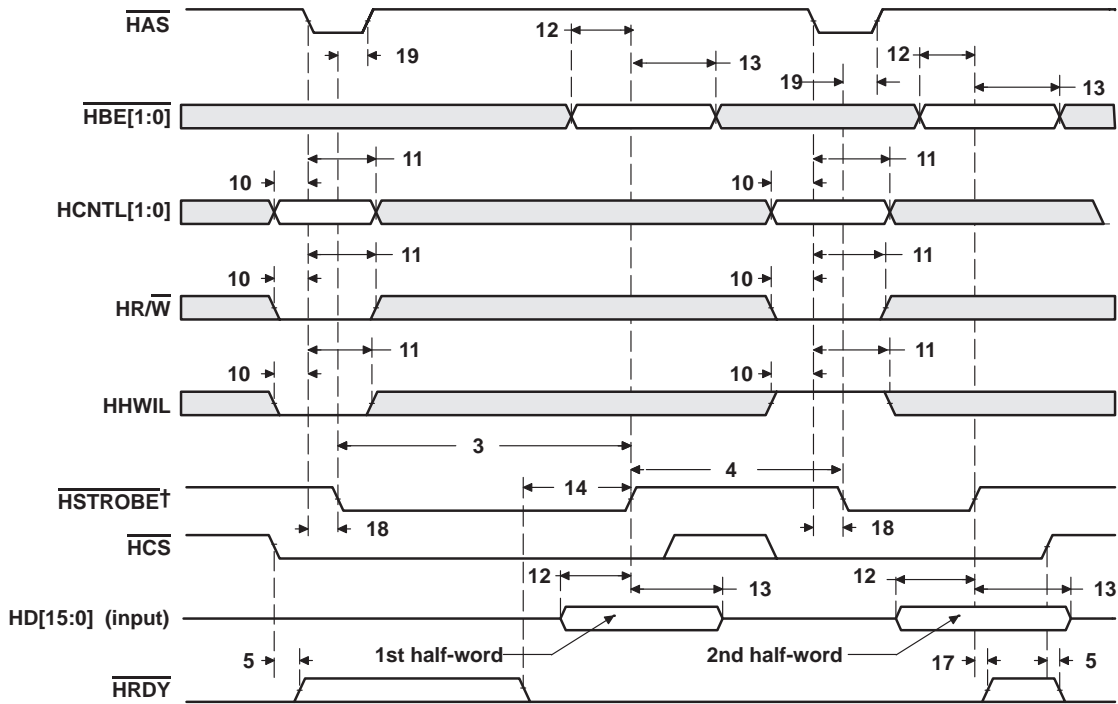 HAS
12
12
19
13
19
13
HBE[1:0]
11
11
10
10
HCNTL[1:0]
11
11
10
10
HR/W
11
11
10
10
HHWIL
3
4
14
HSTROBE†
18
18
HCS
12
12
13
13
HD[15:0] (input)
1st half-word
2nd half-word
5
17
5
HRDY